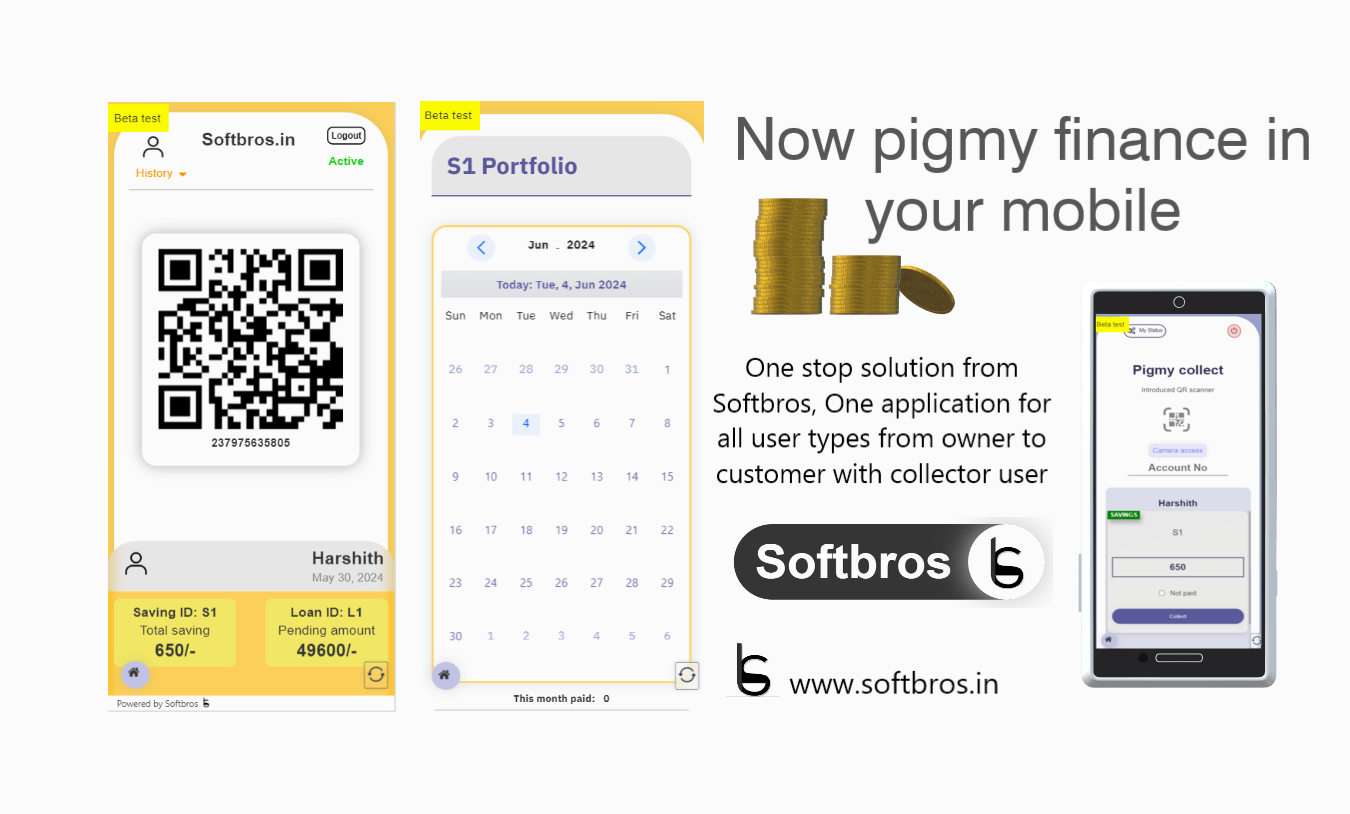 Beta test
Softbros.in
Logout
Active
History
237975635805
Harshith
May 30, 2024
Saving ID: S1
Total saving
650/-
Loan ID: L1
Pending amount
49600/-
Powered by Softbros
Beta test
S1 Portfolio
Jun - 2024
Today: Tue, 4, Jun 2024
Sun Mon Tue Wed Thu Fri Sat
26 27 28 29 30 31 1
2 3 4 5 6 7 8
9 10 11 12 13 14 15
16 17 18 19 20 21 22
23 24 25 26 27 28 29
30 1 2 3 4 5 6
This month paid: 0
Now pigmy finance in
your mobile
One stop solution from
Softbros, One application for
all user types from owner to
customer with collector user
Softbros
www.softbros.in
Beta test
My Status
Pigmy collect
Introduced QR scanner
Camera access
Account No
Harshith
SAVINGS
S1
650
Not paid
Collect